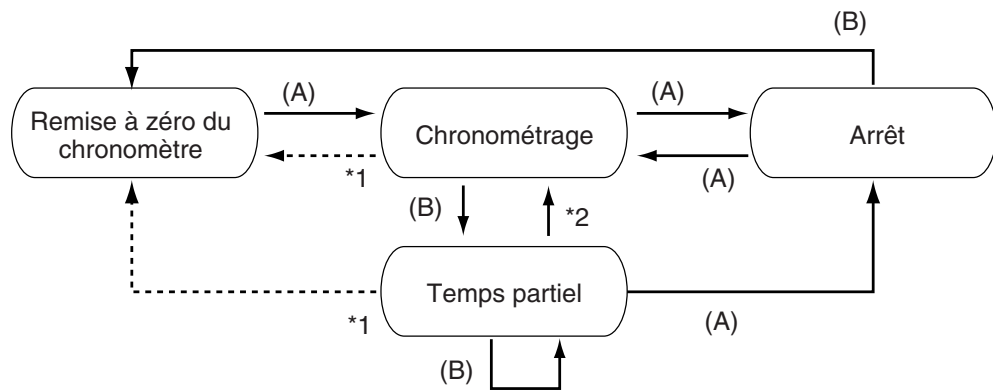 (B)
(A)
(A)
Remise à zéro du
chronomètre
Chronométrage
Arrêt
*1
(A)
(B)
*2
Temps partiel
*1
(A)
(B)